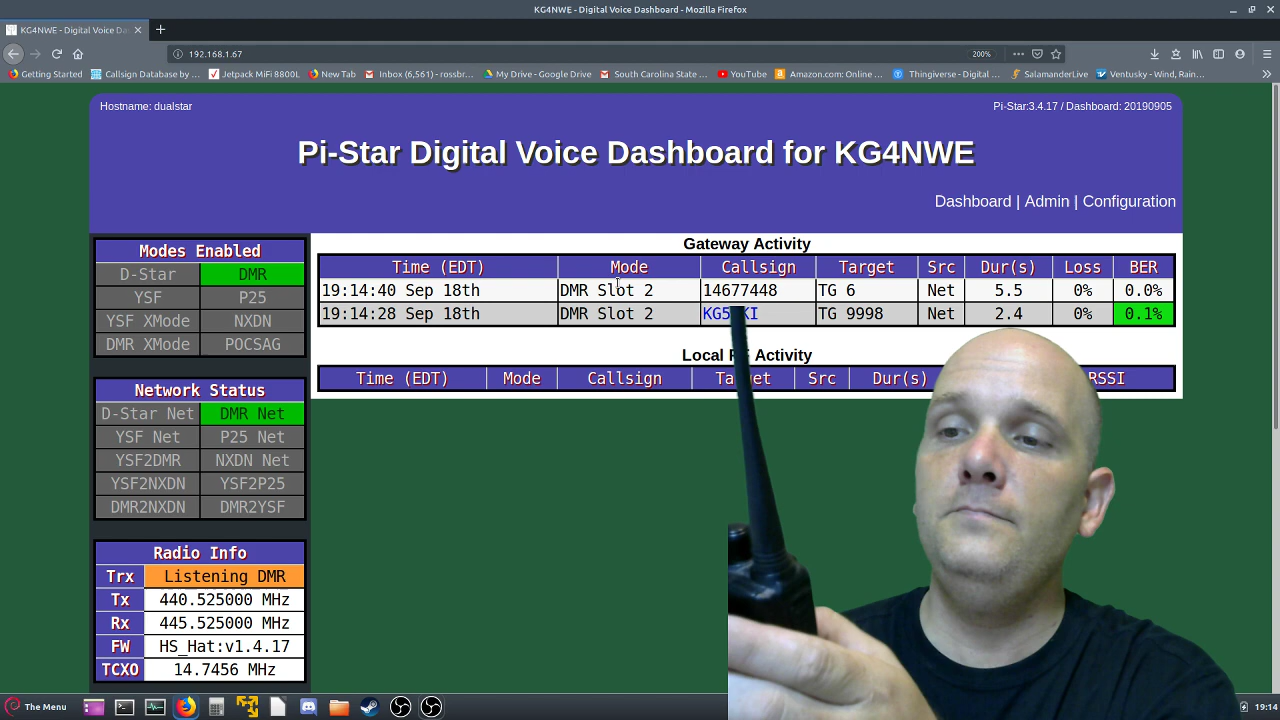 KG4NWE - Digital Voice Dashboard - Mozilla Firefox
KG4NWE - Digital Voice Da
192.168.1.67
200%
Getting Started
Callsign Database by ...
Jetpack MiFi 8800L
New Tab
Inbox (6,561) - rossbr...
My Drive - Google Drive
South Carolina State ...
YouTube
Amazon.com: Online ...
Thingiverse - Digital ...
SalamanderLive
Ventusky - Wind, Rain...
Hostname: dualstar
Pi-Star:3.4.17 / Dashboard: 20190905
Pi-Star Digital Voice Dashboard for KG4NWE
Dashboard | Admin | Configuration
Modes Enabled
D-Star DMR
YSF P25
YSF XMode NXDN
DMR XMode POCSAG
Network Status
D-Star Net DMR Net
YSF Net P25 Net
YSF2DMR NXDN Net
YSF2NXDN YSF2P25
DMR2NXDN DMR2YSF
Radio Info
Trx Listening DMR
Tx 440.525000 MHz
Rx 445.525000 MHz
FW HS_Hat:v1.4.17
TCXO 14.7456 MHz
Gateway Activity
Time (EDT) Mode Callsign Target Src Dur(s) Loss BER
19:14:40 Sep 18th DMR Slot 2 14677448 TG 6 Net 5.5 0% 0.0%
19:14:28 Sep 18th DMR Slot 2 TG 9998 Net 2.4 0% 0.1%
Local RF Activity
Time (EDT) Mode Callsign Target Src Dur(s) RSSI
The Menu
19:14